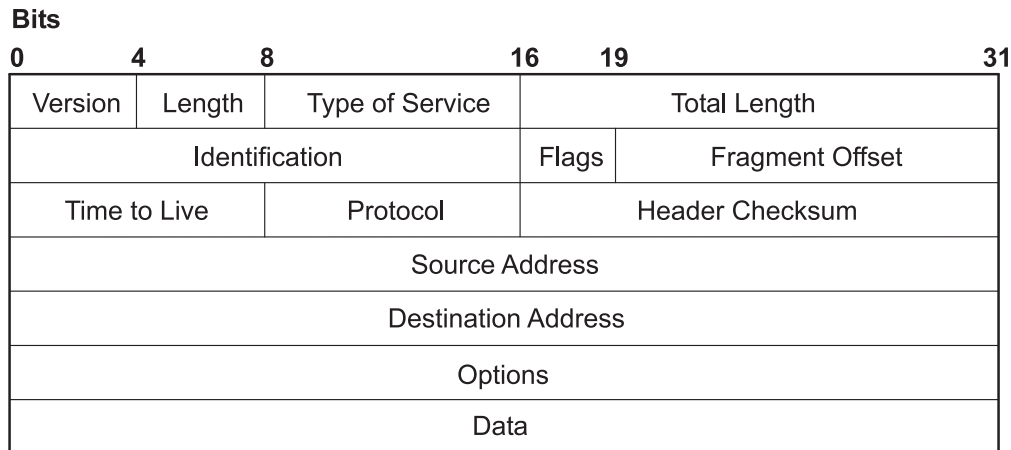 Bits
0 4 8 16 19 31
Version Length Type of Service Total Length
Identification Flags Fragment Offset
Time to Live Protocol Header Checksum
Source Address
Destination Address
Options
Data